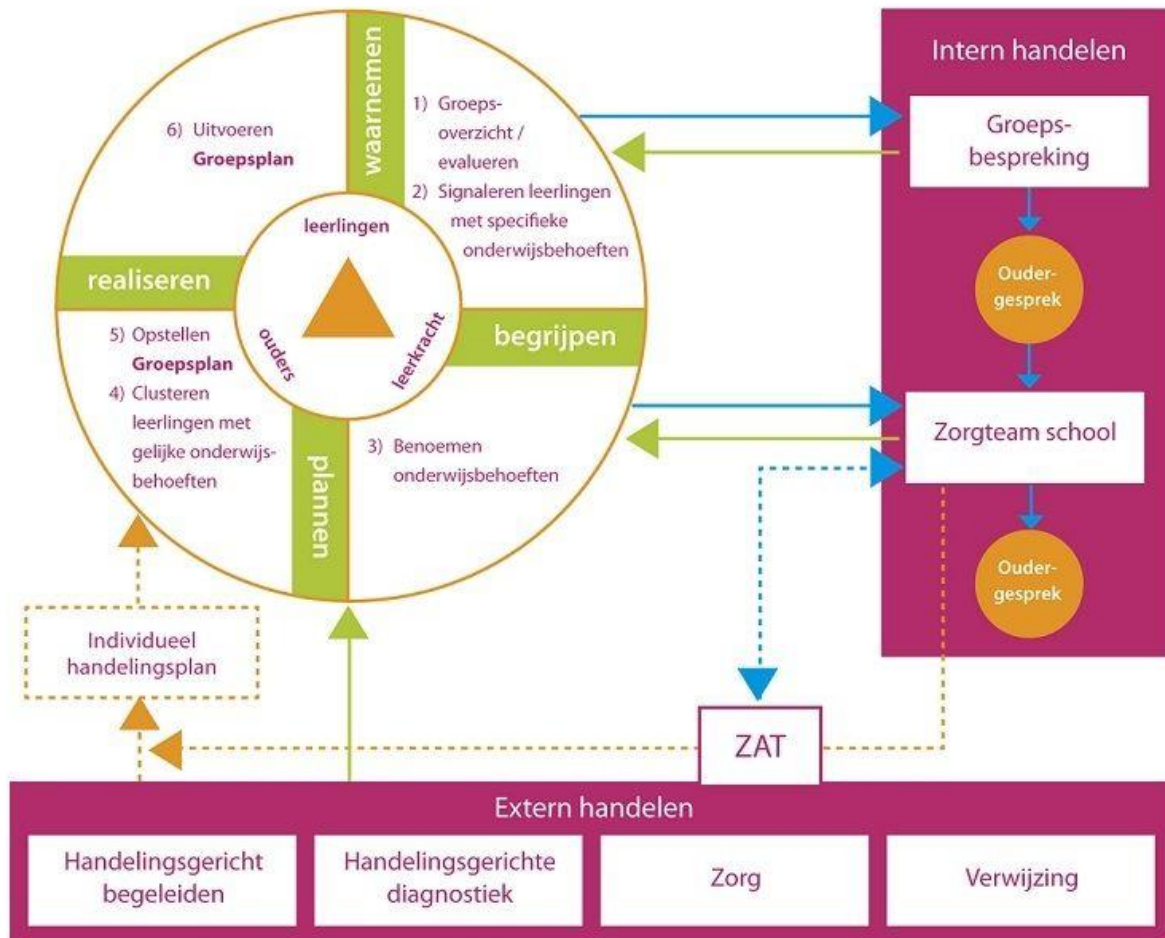 waarnemen
1) Groeps-
overzicht /
evalueren
2) Signaleren leerlingen
met specifieke
onderwijsbehoeften
begrijpen
3) Benoemen
onderwijsbehoeften
plannen
5) Opstellen
Groepsplan
4) Clusteren
leerlingen met
gelijke onderwijs-
behoeften
realiseren
6) Uitvoeren
Groepsplan
leerlingen
ouders
leerkracht
Intern handelen
Groeps-
bespreking
Ouder-
gesprek
Zorgteam school
Ouder-
gesprek
Individueel
handelingsplan
ZAT
Extern handelen
Handelingsgericht
begeleiden
Handelingsgerichte
diagnostiek
Zorg
Verwijzing